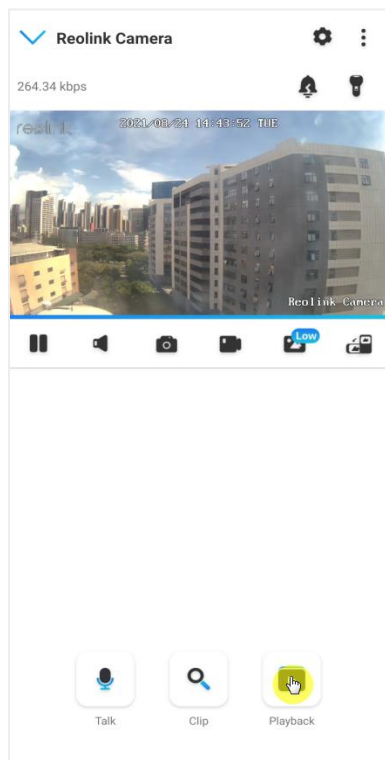 Reolink Camera
264.34 kbps
reolink
2021/08/24 14:43:52 TUE
Reolink Camera
Low
Talk
Clip
Playback